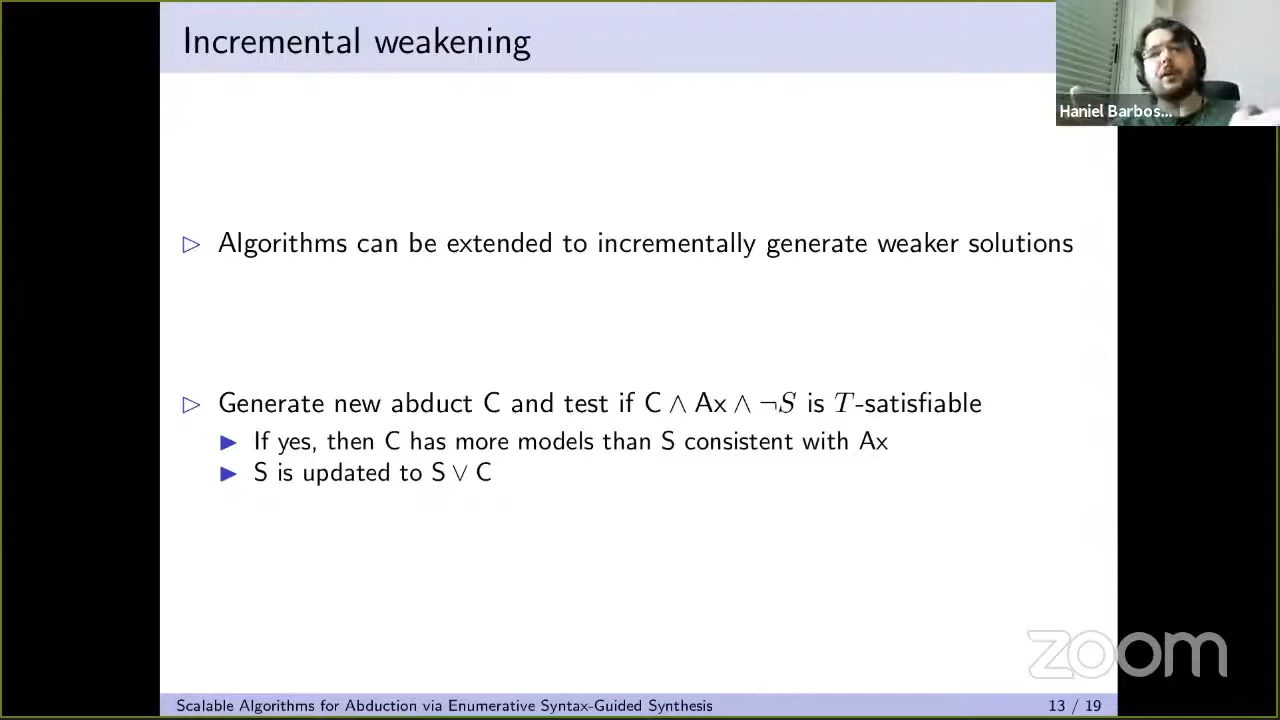 Incremental weakening
Haniel Barbos...
▷ Algorithms can be extended to incrementally generate weaker solutions
▷ Generate new abduct C and test if C ∧ Ax ∧ ¬S is T-satisfiable
▶ If yes, then C has more models than S consistent with Ax
▶ S is updated to S ∨ C
zoom
Scalable Algorithms for Abduction via Enumerative Syntax-Guided Synthesis
13 / 19